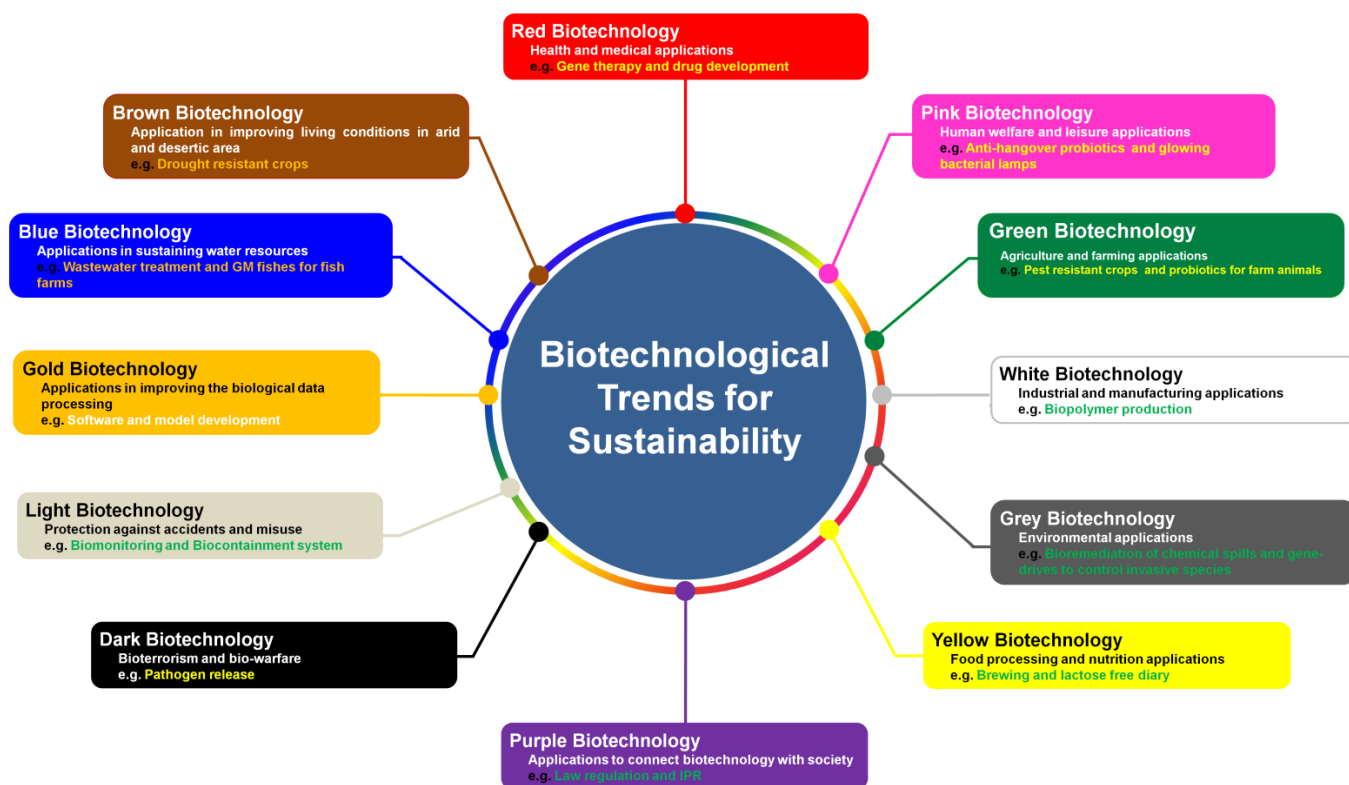 Red Biotechnology
Health and medical applications
e.g. Gene therapy and drug development
Brown Biotechnology
Application in improving living conditions in arid
and desertic area
e.g. Drought resistant crops
Pink Biotechnology
Human welfare and leisure applications
e.g. Anti-hangover probiotics and glowing
bacterial lamps
Blue Biotechnology
Applications in sustaining water resources
e.g. Wastewater treatment and GM fishes for fish
farms
Green Biotechnology
Agriculture and farming applications
e.g. Pest resistant crops and probiotics for farm animals
Biotechnological
Trends for
Sustainability
Gold Biotechnology
Applications in improving the biological data
processing
e.g. Software and model development
White Biotechnology
Industrial and manufacturing applications
e.g. Biopolymer production
Light Biotechnology
Protection against accidents and misuse
e.g. Biomonitoring and Biocontainment system
Grey Biotechnology
Environmental applications
e.g. Bioremediation of chemical spills and gene-
drives to control invasive species
Dark Biotechnology
Bioterrorism and bio-warfare
e.g. Pathogen release
Yellow Biotechnology
Food processing and nutrition applications
e.g. Brewing and lactose free diary
Purple Biotechnology
Applications to connect biotechnology with society
e.g. Law regulation and IPR